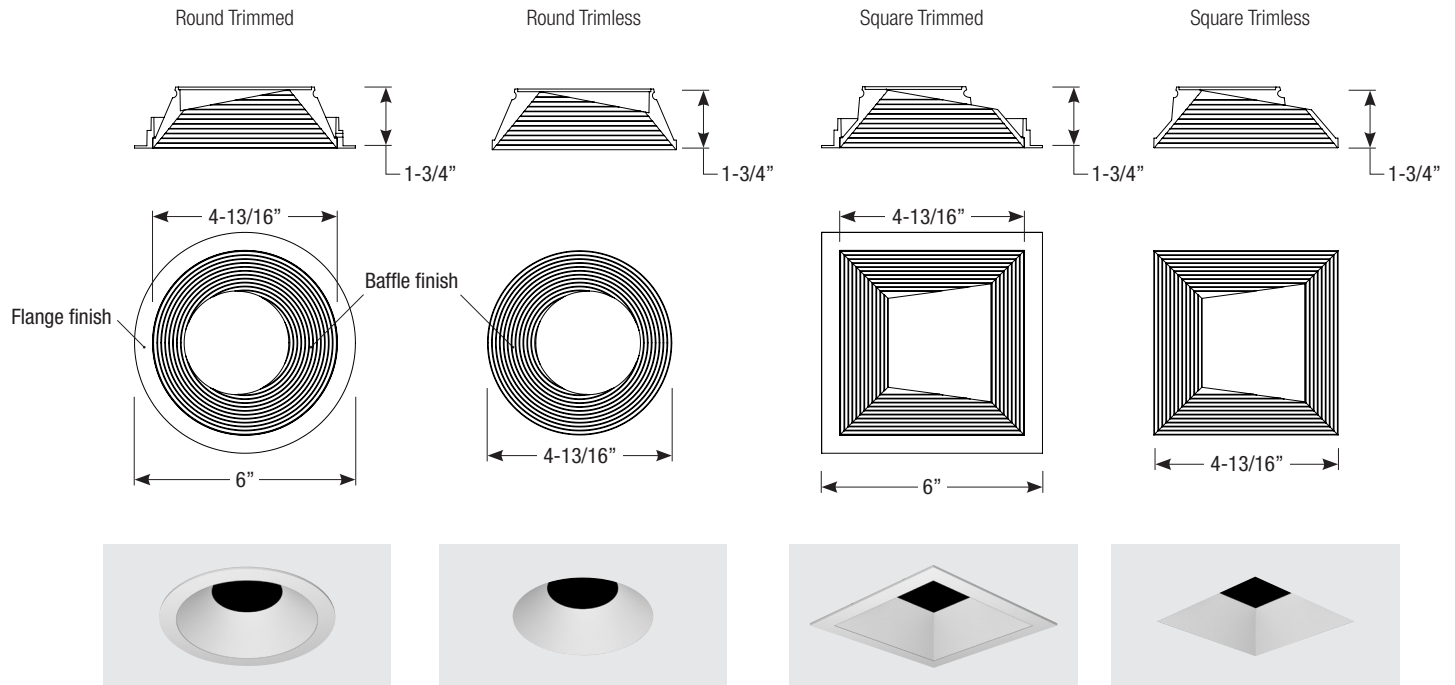 Round Trimmed
Round Trimless
Square Trimmed
Square Trimless
1-3/4”
1-3/4”
1-3/4”
1-3/4”
4-13/16”
4-13/16”
Baffle finish
Flange finish
4-13/16”
4-13/16”
6”
6”